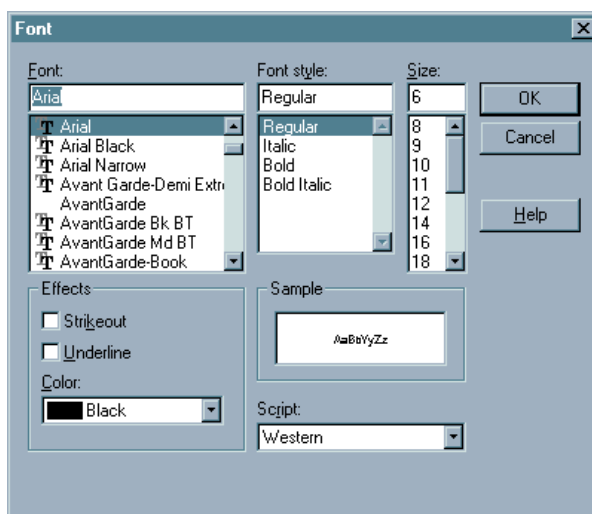 Font
Font: Font style: Size:
Arial Regular 6
Arial
Arial Black
Arial Narrow
Avant Garde-Demi Extr
AvantGarde
AvantGarde Bk BT
AvantGarde Md BT
AvantGarde-Book
Regular
Italic
Bold
Bold Italic
8
9
10
11
12
14
16
18
OK
Cancel
Help
Effects
Strikeout
Underline
Color:
Black
Sample
AaBbYyZz
Script:
Western